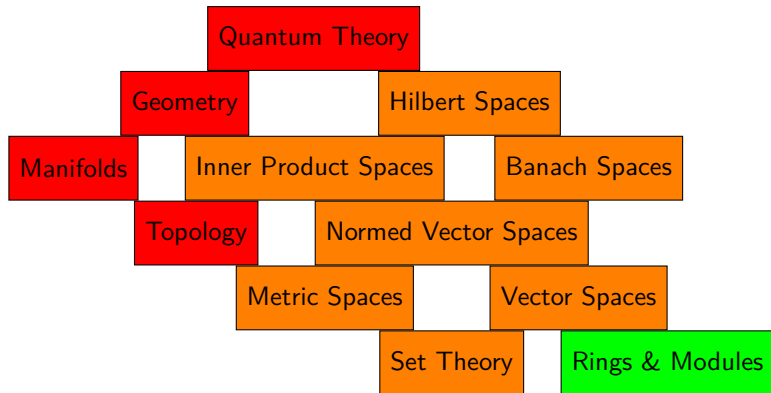 Quantum Theory
Geometry
Hilbert Spaces
Manifolds
Inner Product Spaces
Banach Spaces
Topology
Normed Vector Spaces
Metric Spaces
Vector Spaces
Set Theory
Rings & Modules